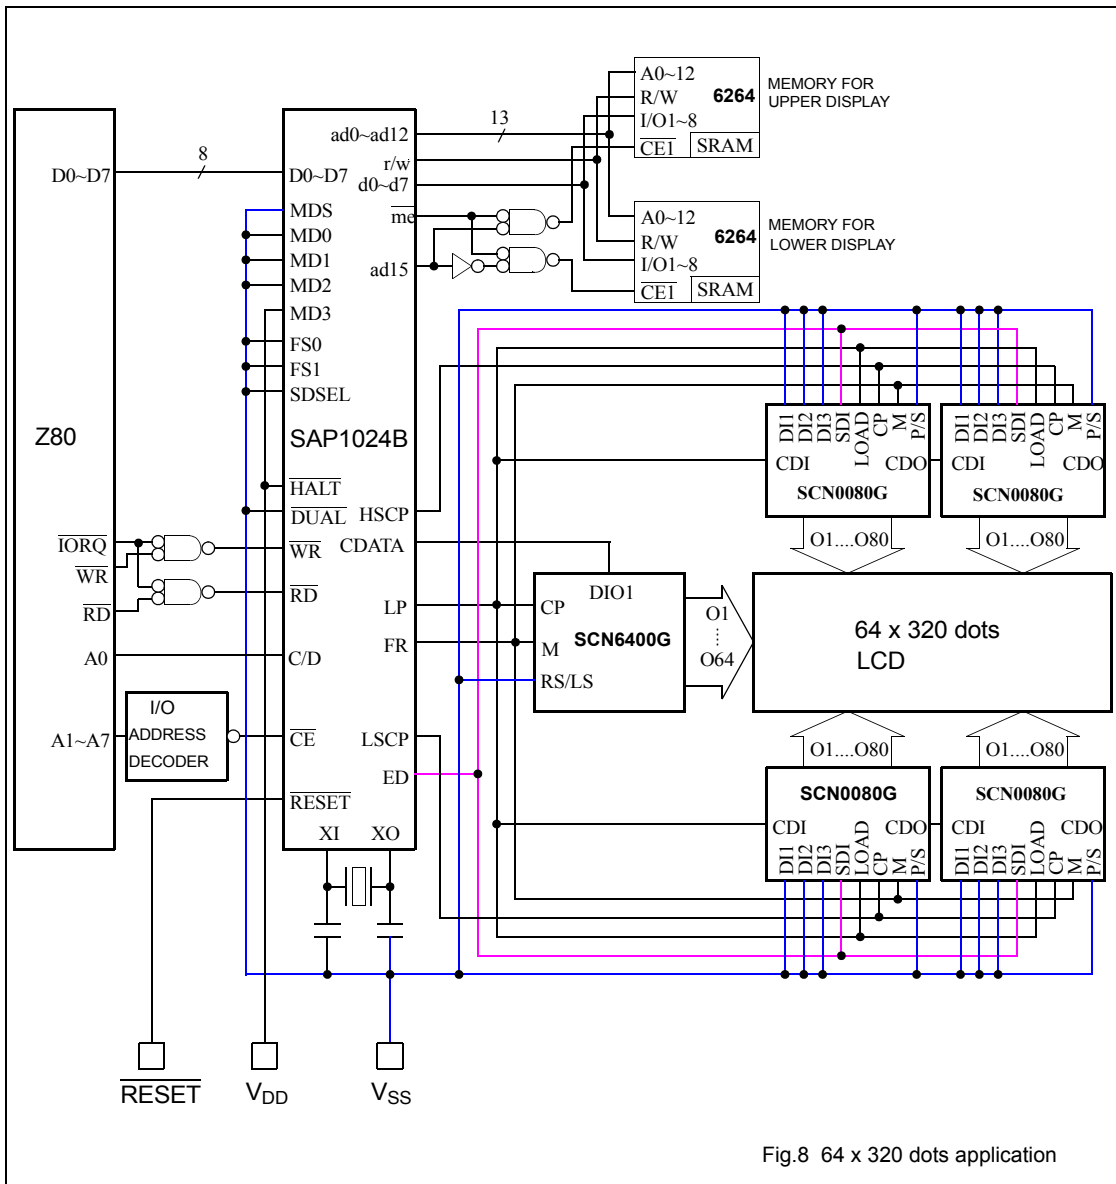 Z80
D0~D7
IORQ
WR
RD
A0
A1~A7
8
I/O
ADDRESS
DECODER
SAP1024B
D0~D7
MDS
MD0
MD1
MD2
MD3
FS0
FS1
SDSEL
HALT
DUAL
WR
RD
C/D
CE
RESET
XI
XO
ad0~ad12
r/w
d0~d7
me
ad15
HSCP
CDATA
LP
FR
LSCP
ED
13
A0~12
R/W
6264
I/O1~8
CE1
SRAM
MEMORY FOR
UPPER DISPLAY
A0~12
R/W
6264
I/O1~8
CE1
SRAM
MEMORY FOR
LOWER DISPLAY
DI1
DI2
DI3
SDI
LOAD
CP
M
P/S
CDI
CDO
SCN0080G
O1....O80
DI1
DI2
DI3
SDI
LOAD
CP
M
P/S
CDI
CDO
SCN0080G
O1....O80
DIO1
CP
SCN6400G
M
RS/LS
O1
O64
64 x 320 dots
LCD
O1....O80
SCN0080G
CDI
CDO
DI1
DI2
DI3
SDI
LOAD
CP
M
P/S
O1....O80
SCN0080G
CDI
CDO
DI1
DI2
DI3
SDI
LOAD
CP
M
P/S
RESET
VDD
VSS
Fig.8 64 x 320 dots application